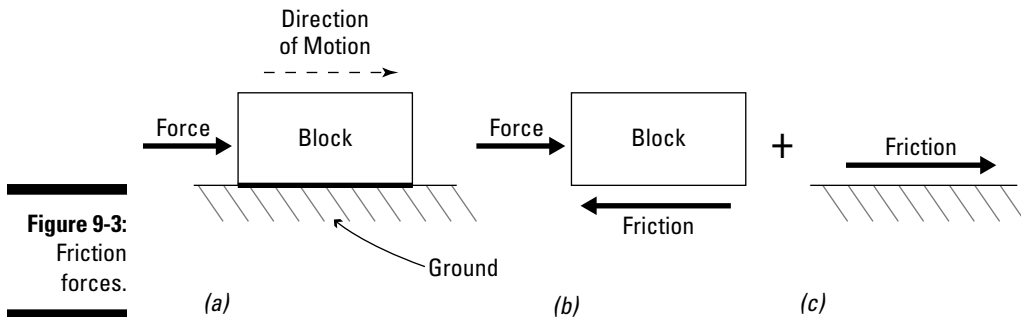 Direction
of Motion
Force
Block
Force
Block
+
Friction
Friction
Ground
Figure 9-3:
Friction
forces.
(a)
(b)
(c)